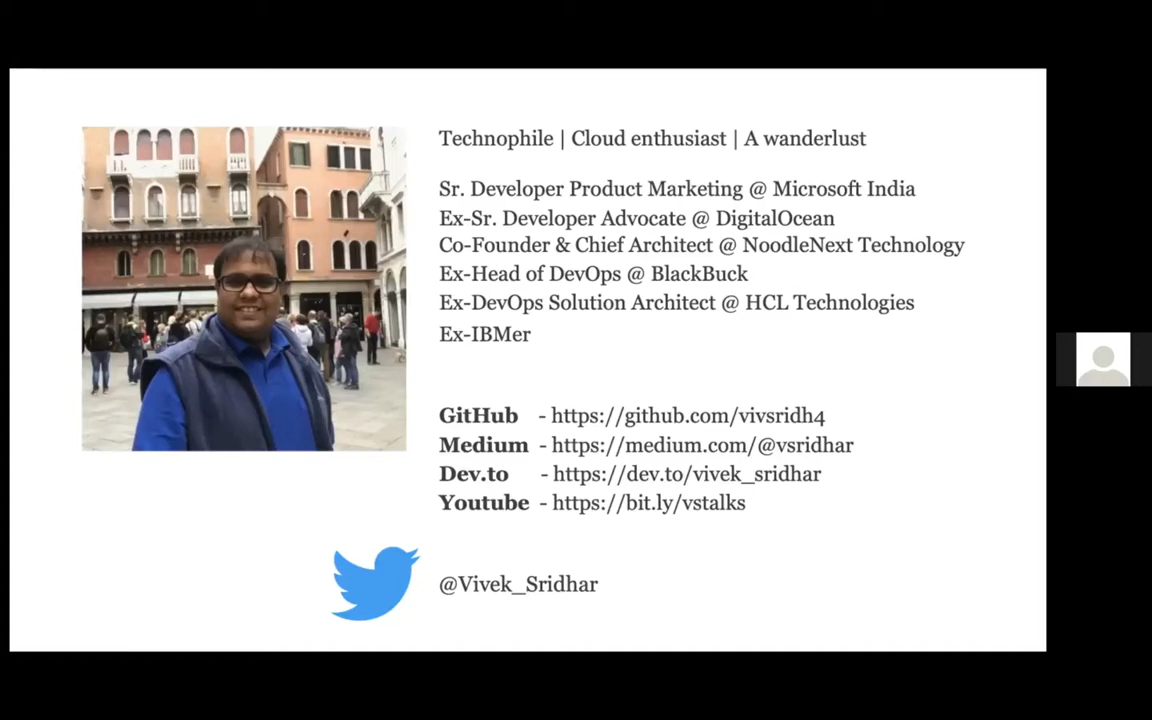 Technophile | Cloud enthusiast | A wanderlust
Sr. Developer Product Marketing @ Microsoft India
Ex-Sr. Developer Advocate @ DigitalOcean
Co-Founder & Chief Architect @ NoodleNext Technology
Ex-Head of DevOps @ BlackBuck
Ex-DevOps Solution Architect @ HCL Technologies
Ex-IBMer
GitHub - https://github.com/vivsridh4
Medium - https://medium.com/@vsridhar
Dev.to - https://dev.to/vivek_sridhar
Youtube - https://bit.ly/vstalks
@Vivek_Sridhar